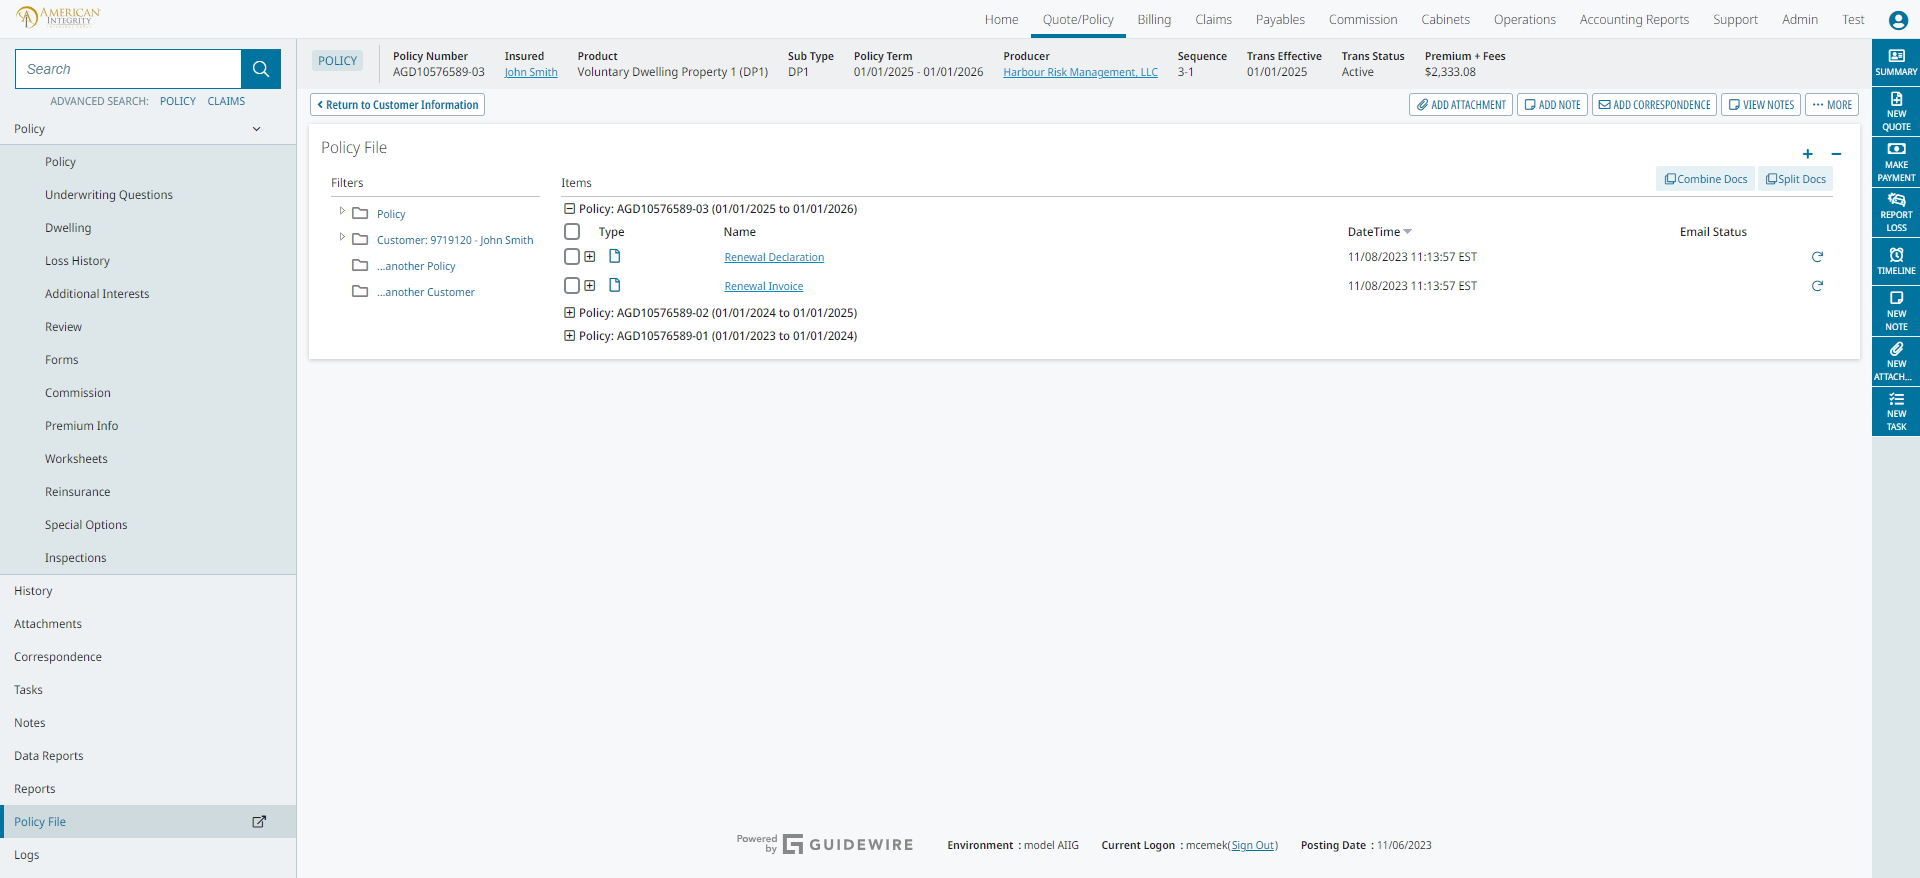 AMERICAN
INTEGRITY
Home Quote/Policy Billing Claims Payables Commission Cabinets Operations Accounting Reports Support Admin Test
Search
ADVANCED SEARCH: POLICY CLAIMS
Policy
Policy
Underwriting Questions
Dwelling
Loss History
Additional Interests
Review
Forms
Commission
Premium Info
Worksheets
Reinsurance
Special Options
Inspections
History
Attachments
Correspondence
Tasks
Notes
Data Reports
Reports
Policy File
Logs
POLICY
Policy Number Insured Product Sub Type Policy Term Producer Sequence Trans Effective Trans Status Premium + Fees
AGD10576589-03 John Smith Voluntary Dwelling Property 1 (DP1) DP1 01/01/2025 - 01/01/2026 Harbour Risk Management, LLC 3-1 01/01/2025 Active $2,333.08
Return to Customer Information
ADD ATTACHMENT ADD NOTE ADD CORRESPONDENCE VIEW NOTES ··· MORE
Policy File
+ −
Filters
Policy
Customer: 9719120 - John Smith
...another Policy
...another Customer
Items
Combine Docs Split Docs
Policy: AGD10576589-03 (01/01/2025 to 01/01/2026)
Type Name DateTime Email Status
Renewal Declaration 11/08/2023 11:13:57 EST
Renewal Invoice 11/08/2023 11:13:57 EST
Policy: AGD10576589-02 (01/01/2024 to 01/01/2025)
Policy: AGD10576589-01 (01/01/2023 to 01/01/2024)
SUMMARY
NEW
QUOTE
MAKE
PAYMENT
REPORT
LOSS
TIMELINE
NEW
NOTE
NEW
ATTACH...
NEW
TASK
Powered
by
GUIDEWIRE
Environment : model AIIG Current Logon : mcemek(Sign Out) Posting Date : 11/06/2023